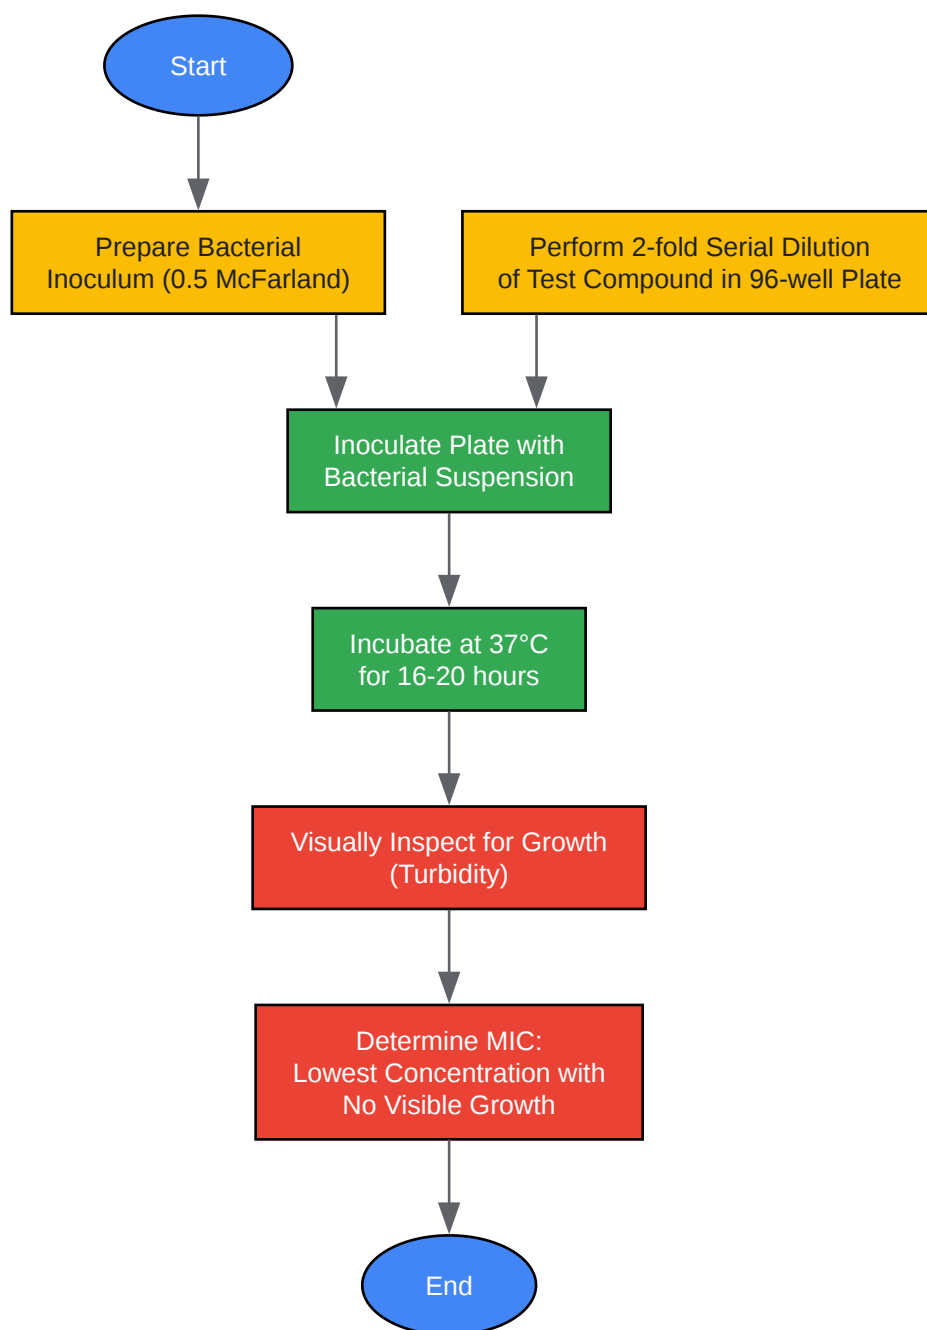 Start
Prepare Bacterial
Inoculum (0.5 McFarland)
Perform 2-fold Serial Dilution
of Test Compound in 96-well Plate
Inoculate Plate with
Bacterial Suspension
Incubate at 37°C
for 16-20 hours
Visually Inspect for Growth
(Turbidity)
Determine MIC:
Lowest Concentration with
No Visible Growth
End